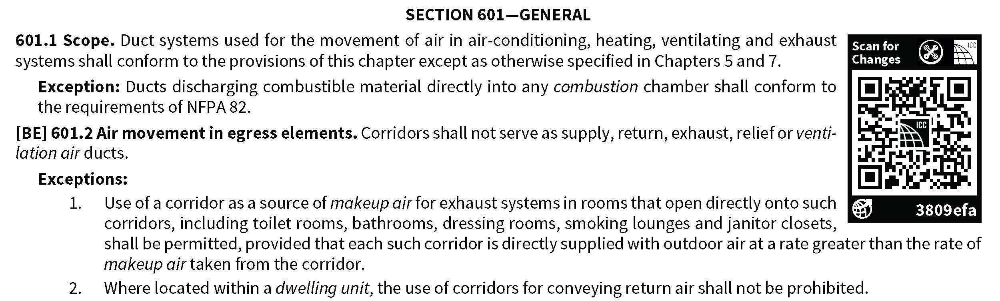 SECTION 601—GENERAL
601.1 Scope. Duct systems used for the movement of air in air-conditioning, heating, ventilating and exhaust
systems shall conform to the provisions of this chapter except as otherwise specified in Chapters 5 and 7.
Exception: Ducts discharging combustible material directly into any combustion chamber shall conform to
the requirements of NFPA 82.
[BE] 601.2 Air movement in egress elements. Corridors shall not serve as supply, return, exhaust, relief or venti-
lation air ducts.
Exceptions:
1. Use of a corridor as a source of makeup air for exhaust systems in rooms that open directly onto such
corridors, including toilet rooms, bathrooms, dressing rooms, smoking lounges and janitor closets,
shall be permitted, provided that each such corridor is directly supplied with outdoor air at a rate greater than the rate of
makeup air taken from the corridor.
2. Where located within a dwelling unit, the use of corridors for conveying return air shall not be prohibited.
Scan for
Changes
ICC
ICC
3809efa